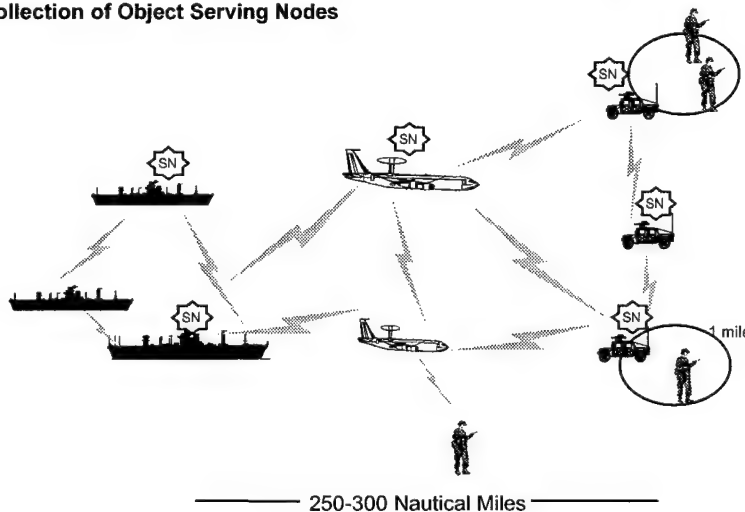 ollection of Object Serving Nodes
SN
SN
SN
SN
SN
SN
1 mile
250-300 Nautical Miles